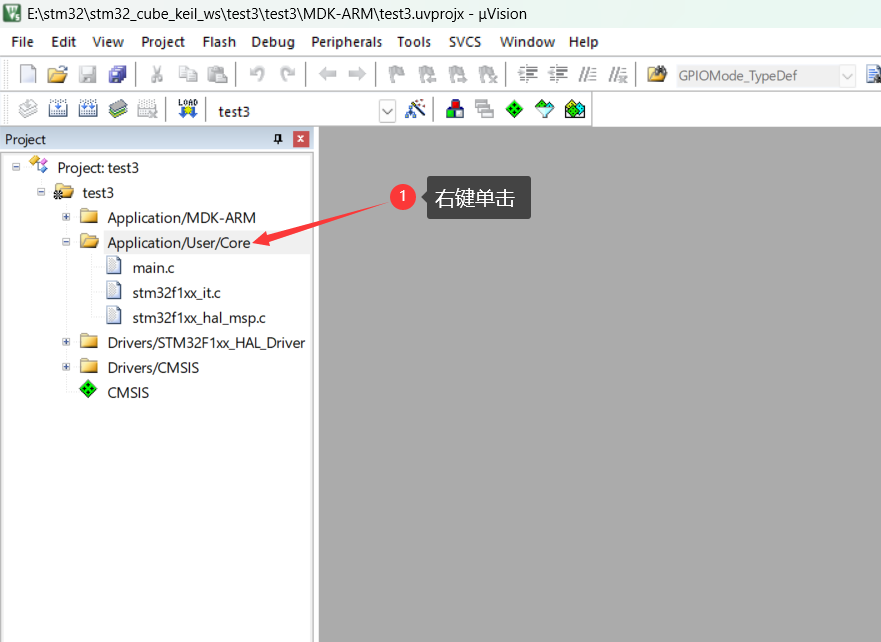 E:\stm32\stm32_cube_keil_ws\test3\test3\MDK-ARM\test3.uvprojx - µVision
File Edit View Project Flash Debug Peripherals Tools SVCS Window Help
GPIOMode_TypeDef
LOAD test3
Project
Project: test3
test3
Application/MDK-ARM
1 右键单击
Application/User/Core
main.c
stm32f1xx_it.c
stm32f1xx_hal_msp.c
Drivers/STM32F1xx_HAL_Driver
Drivers/CMSIS
CMSIS